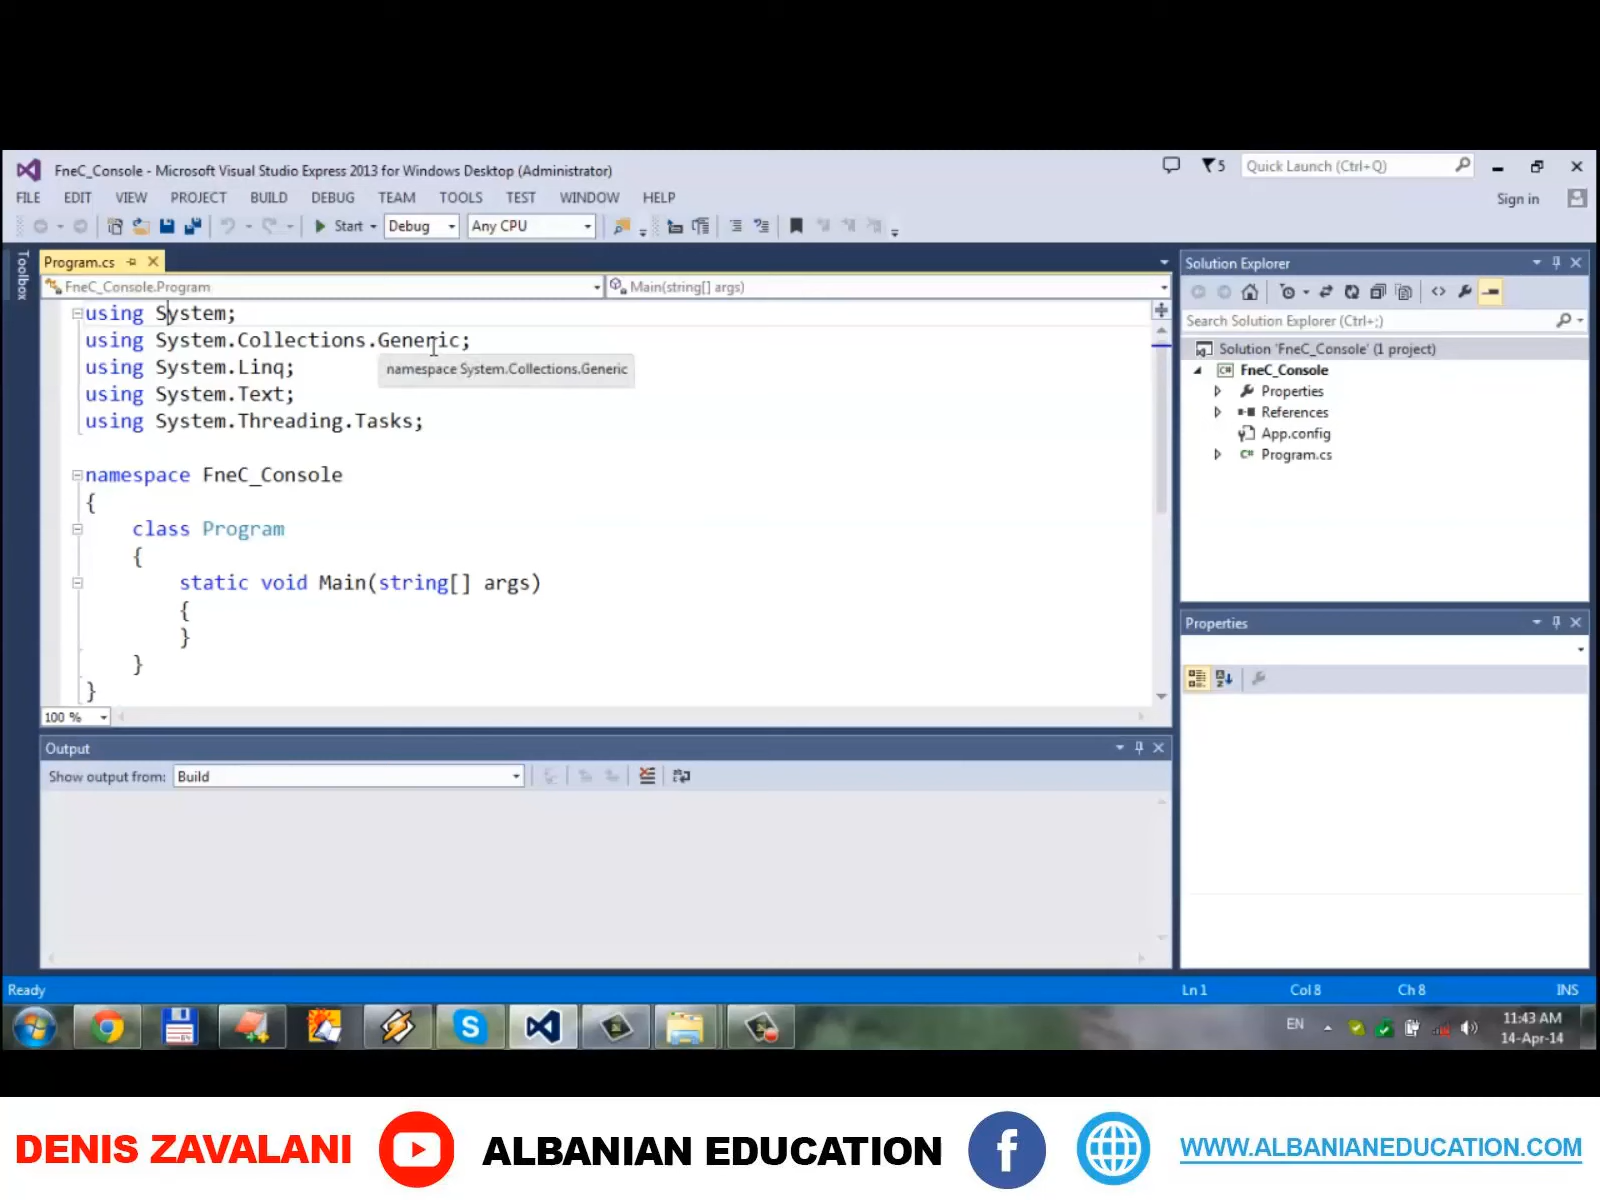 FneC_Console - Microsoft Visual Studio Express 2013 for Windows Desktop (Administrator)
5
Quick Launch (Ctrl+Q)
FILE EDIT VIEW PROJECT BUILD DEBUG TEAM TOOLS TEST WINDOW HELP
Sign in
Start Debug Any CPU
Toolbox
Program.cs
FneC_Console.Program
Main(string[] args)
using System;
using System.Collections.Generic;
using System.Linq;
using System.Text;
using System.Threading.Tasks;
namespace System.Collections.Generic
namespace FneC_Console
{
class Program
{
static void Main(string[] args)
{
}
}
}
100 %
Output
Show output from: Build
Solution Explorer
Search Solution Explorer (Ctrl+;)
Solution 'FneC_Console' (1 project)
C# FneC_Console
Properties
References
App.config
C# Program.cs
Properties
Ready
Ln 1 Col 8 Ch 8 INS
EN
11:43 AM
14-Apr-14
DENIS ZAVALANI ALBANIAN EDUCATION WWW.ALBANIANEDUCATION.COM